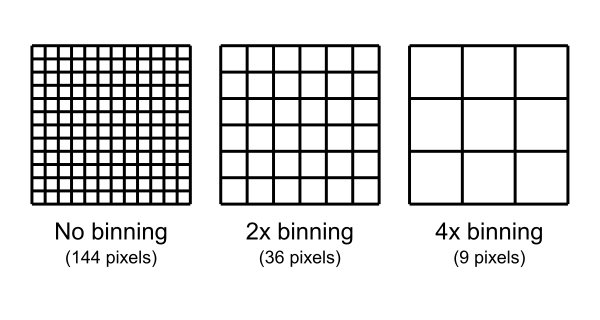 No binning
(144 pixels)
2x binning
(36 pixels)
4x binning
(9 pixels)